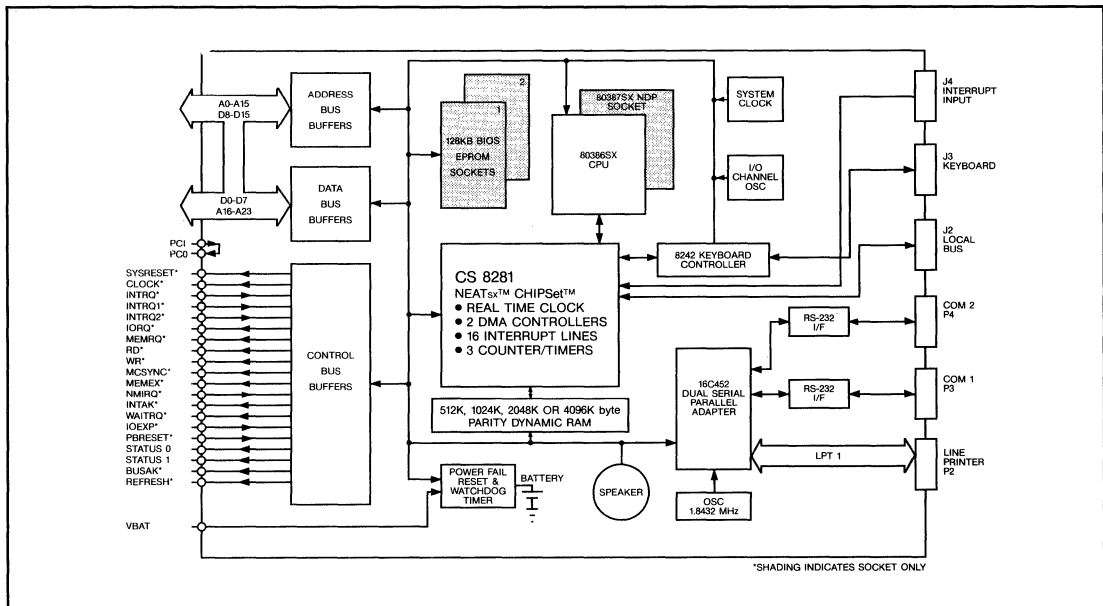 A0-A15
D8-D15
ADDRESS
BUS
BUFFERS
D0-D7
A16-A23
DATA
BUS
BUFFERS
PCI
PC0
SYSRESET*
CLOCK*
INTRQ*
INTRQ1*
INTRQ2*
IORQ*
MEMRQ*
RD*
WR*
MCSYNC*
MEMEX*
NMIRQ*
INTAK*
WAITRQ*
IOEXP*
PBRESET*
STATUS 0
STATUS 1
BUSAK*
REFRESH*
VBAT
CONTROL
BUS
BUFFERS
2
1
128KB BIOS
EPROM
SOCKETS
80387SX NDP
SOCKET
80386SX
CPU
SYSTEM
CLOCK
I/O
CHANNEL
OSC
CS 8281
NEATsx™ CHIPSet™
● REAL TIME CLOCK
● 2 DMA CONTROLLERS
● 16 INTERRUPT LINES
● 3 COUNTER/TIMERS
8242 KEYBOARD
CONTROLLER
512K, 1024K, 2048K OR 4096K byte
PARITY DYNAMIC RAM
POWER FAIL
RESET &
WATCHDOG
TIMER
BATTERY
SPEAKER
16C452
DUAL SERIAL
PARALLEL
ADAPTER
OSC
1.8432 MHz
RS-232
I/F
RS-232
I/F
LPT 1
J4
INTERRUPT
INPUT
J3
KEYBOARD
J2
LOCAL
BUS
COM 2
P4
COM 1
P3
LINE
PRINTER
P2
*SHADING INDICATES SOCKET ONLY